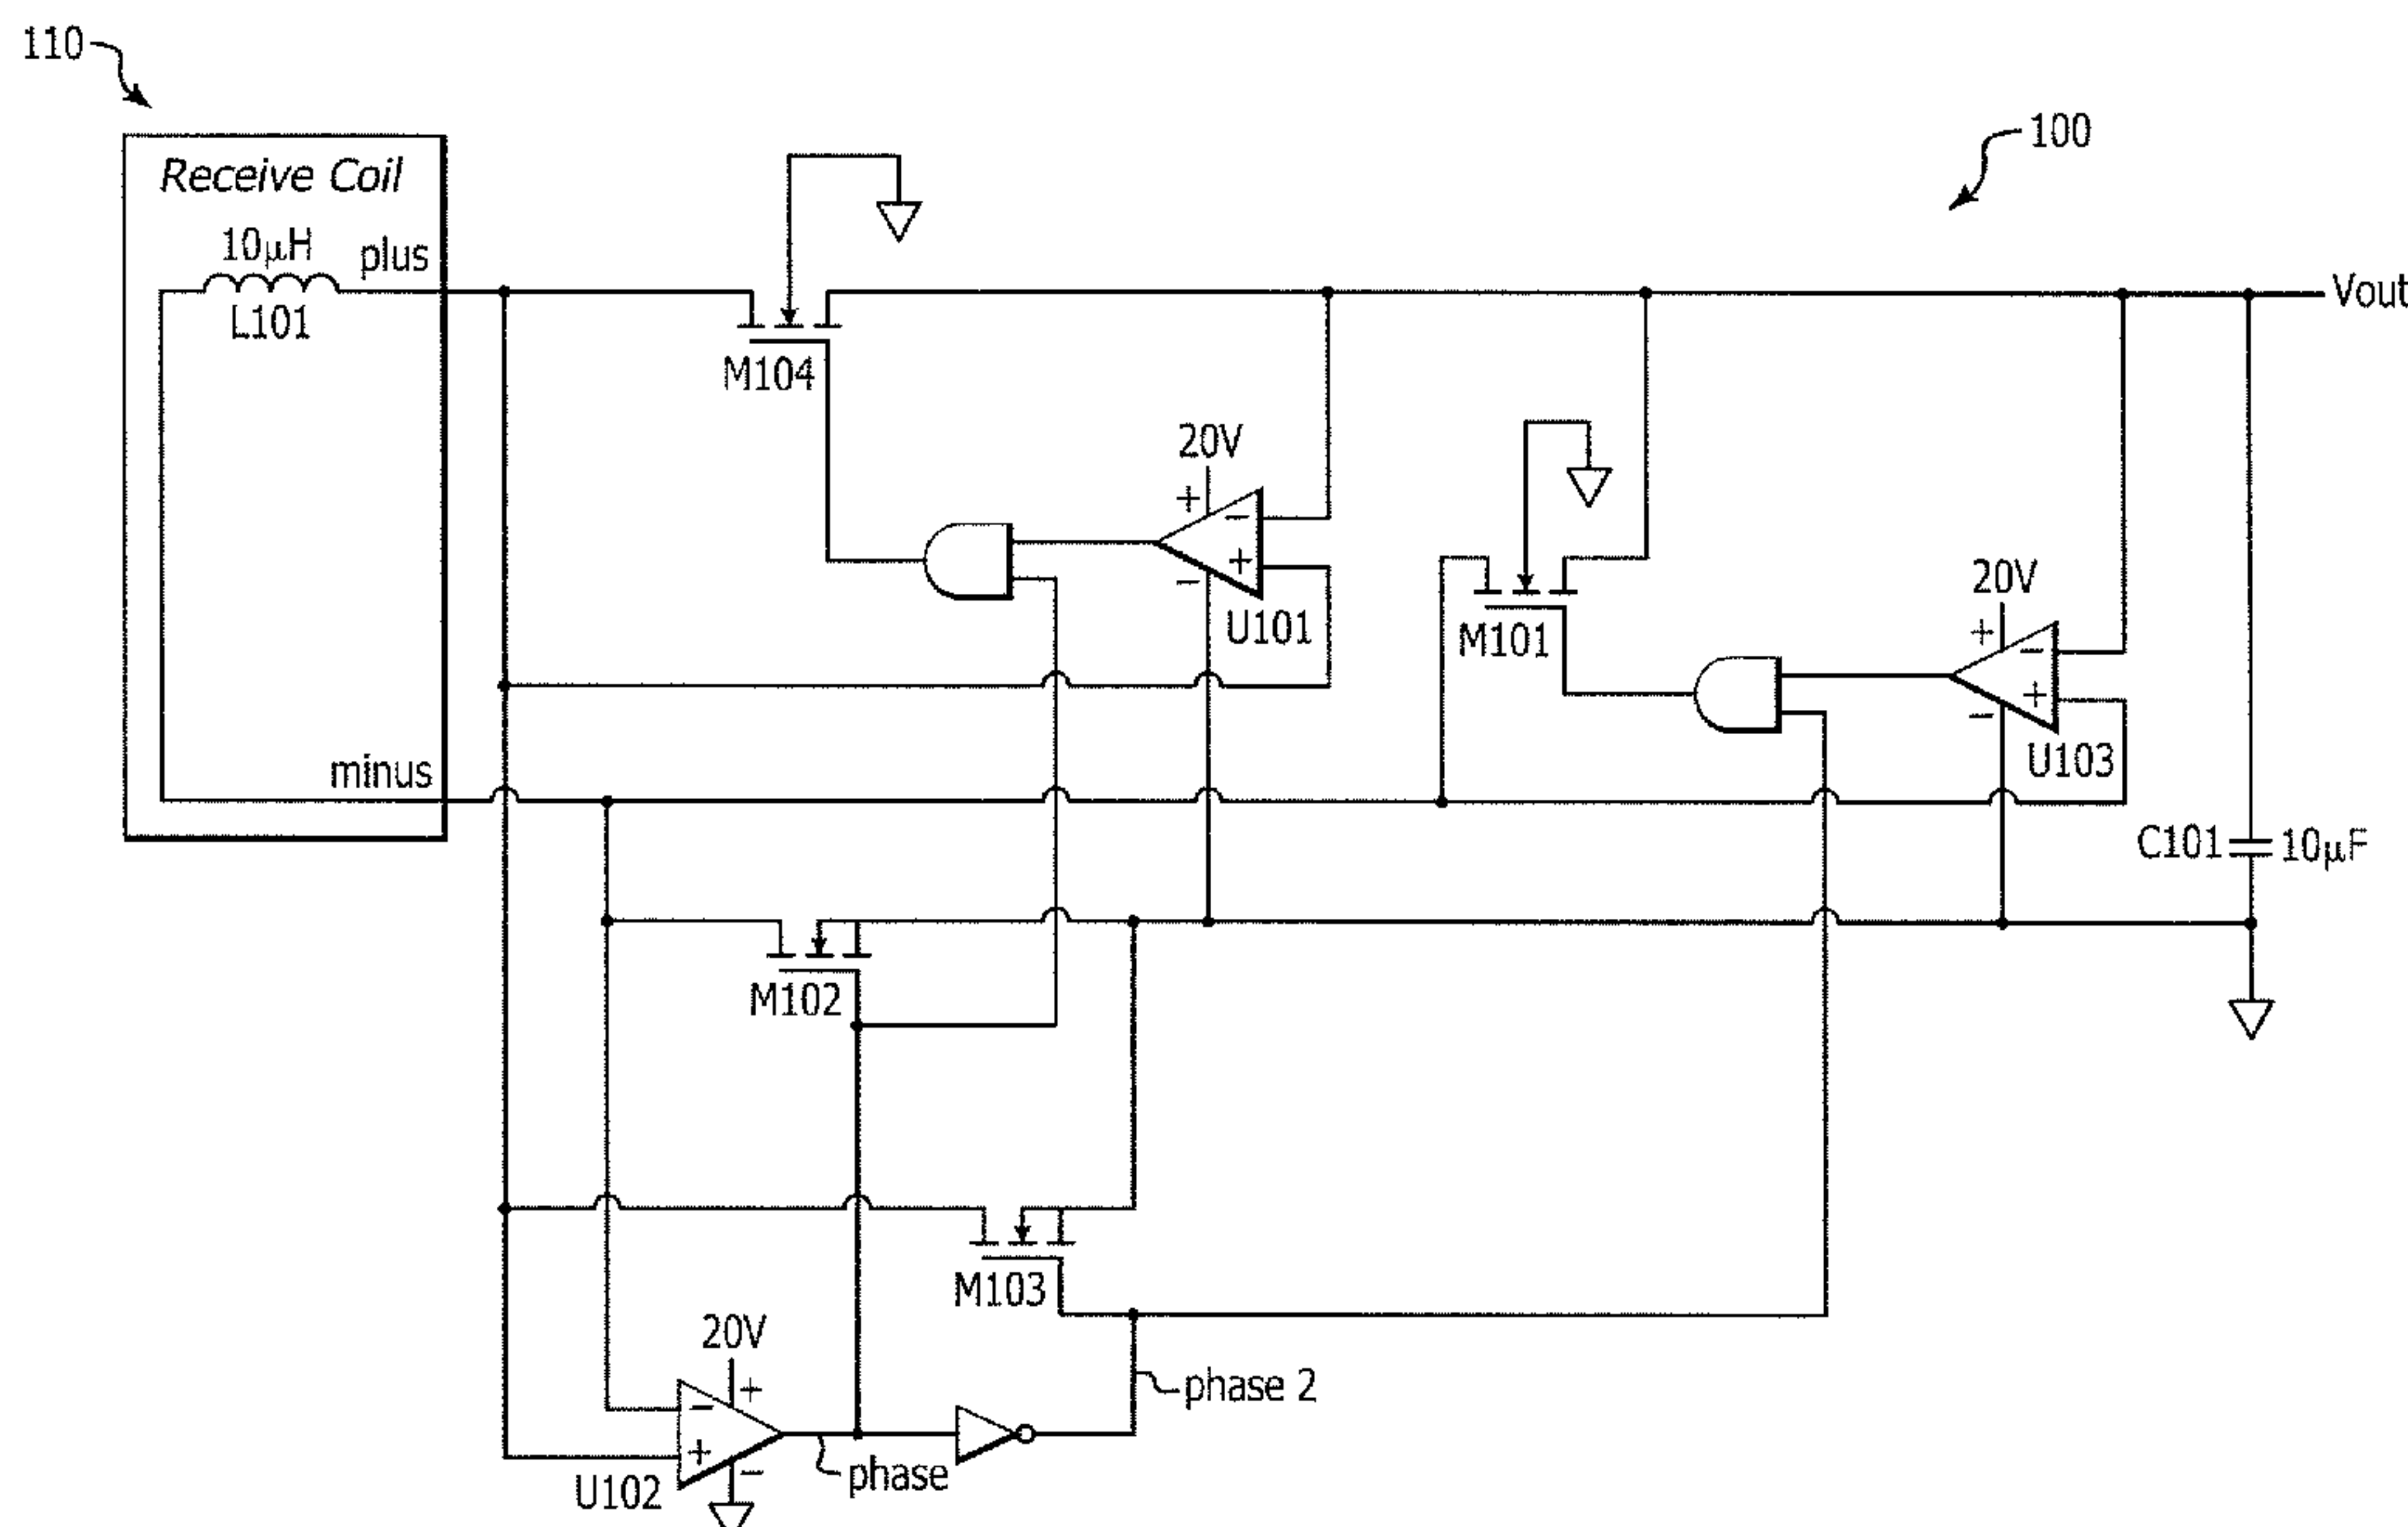 110
100
Receive Coil
10μH
plus
L101
Vout
M104
20V
+
−
+
−
U101
M101
20V
+
−
+
−
U103
minus
C101
10μF
M102
M103
20V
+
−
+
−
U102
phase
phase 2